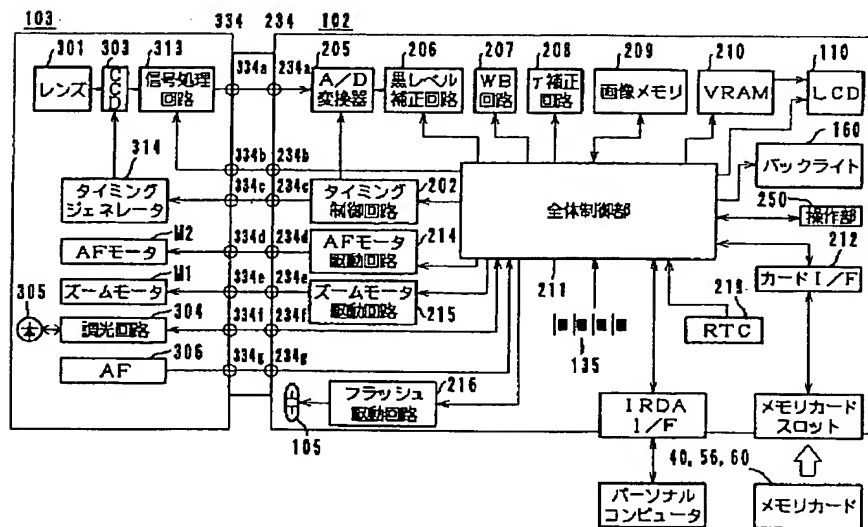 103
334
234
102
301
303
313
334a
234a
205
206
207
208
209
210
110
レンズ
CCD
信号処理
回路
A/D
変換器
黒レベル
補正回路
WB
回路
γ補正
回路
画像メモリ
VRAM
LCD
160
バックライト
314
334b
234b
334c
234c
202
タイミング
ジェネレータ
タイミング
制御回路
全体制御部
250
操作部
M2
334d
234d
214
212
AFモータ
AFモータ
駆動回路
カードI/F
M1
334e
234e
ズームモータ
ズームモータ
駆動回路
215
211
219
RTC
305
304
334f
234f
調光回路
135
306
334g
234g
AF
216
フラッシュ
駆動回路
105
IRDA
I/F
メモリカード
スロット
40, 56, 60
パーソナル
コンピュータ
メモリカード